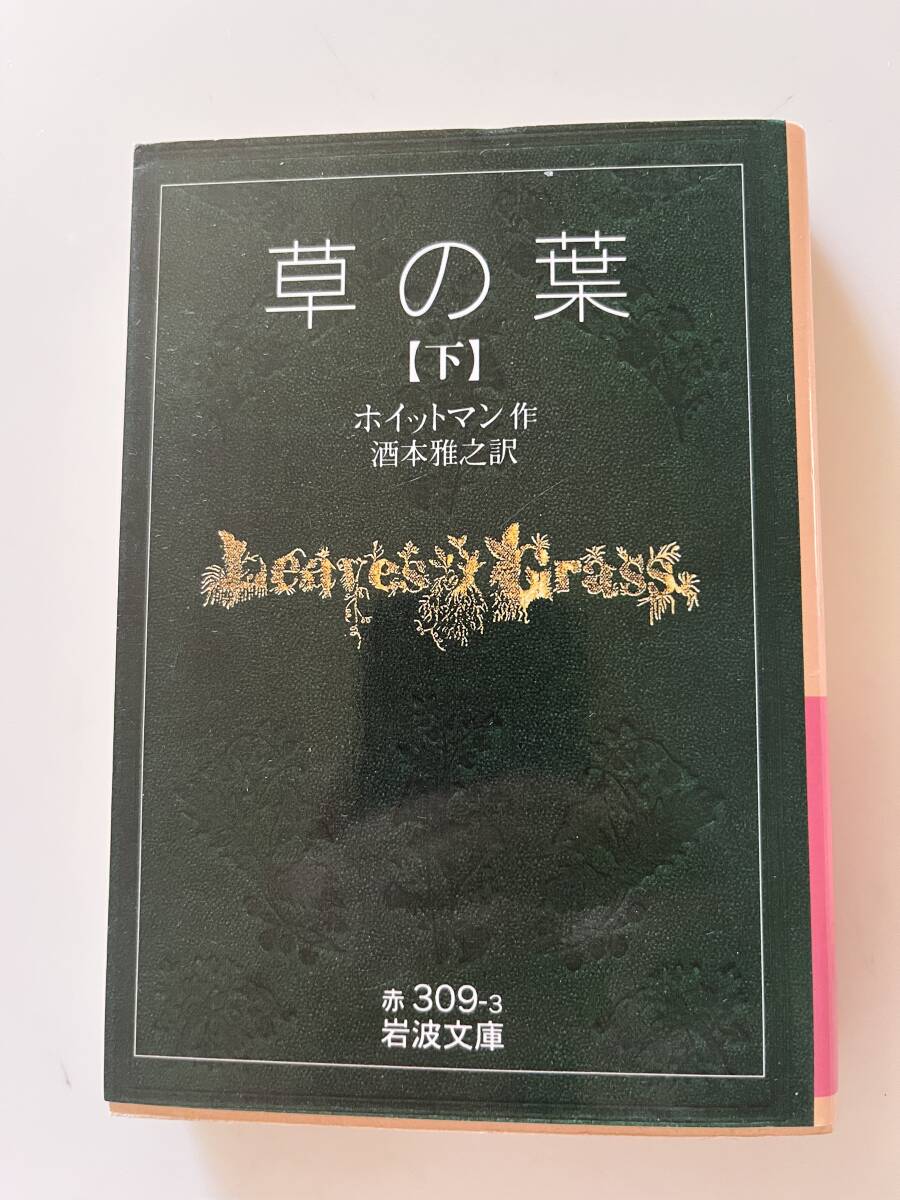 草の葉
【下】
ホイットマン作
酒本雅之訳
Leaves of Grass
赤 309-3
岩波文庫